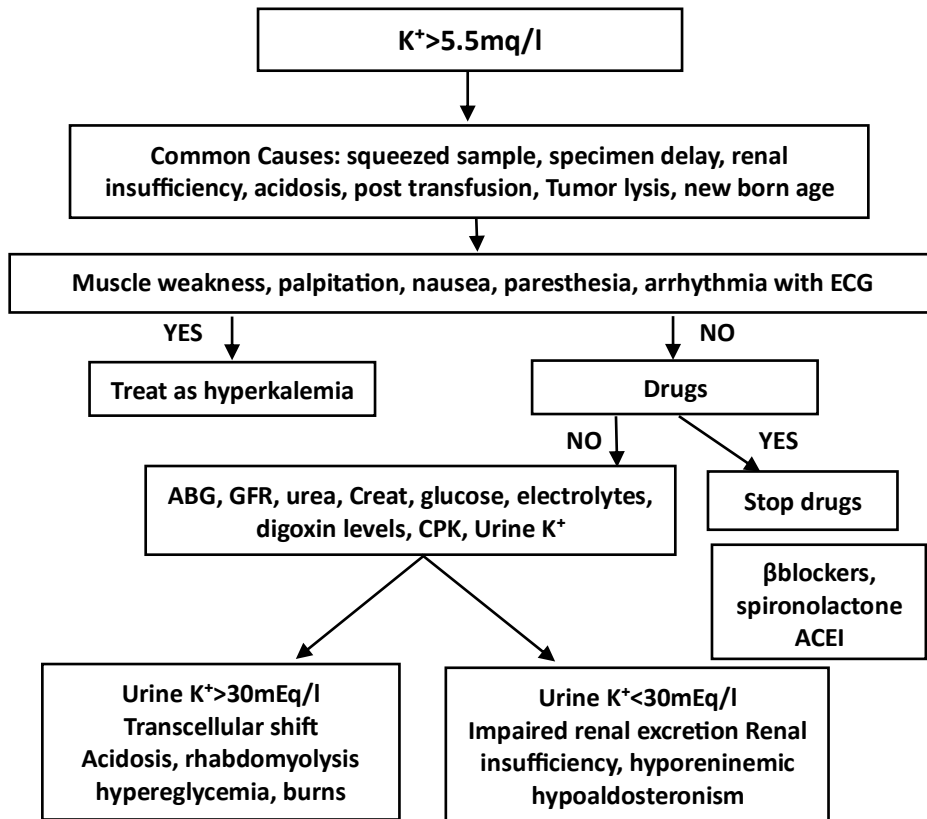 K⁺>5.5mq/l
Common Causes: squeezed sample, specimen delay, renal
insufficiency, acidosis, post transfusion, Tumor lysis, new born age
Muscle weakness, palpitation, nausea, paresthesia, arrhythmia with ECG
YES
NO
Treat as hyperkalemia
Drugs
NO
YES
ABG, GFR, urea, Creat, glucose, electrolytes,
digoxin levels, CPK, Urine K⁺
Stop drugs
βblockers,
spironolactone
ACEI
Urine K⁺>30mEq/l
Transcellular shift
Acidosis, rhabdomyolysis
hypereglycemia, burns
Urine K⁺<30mEq/l
Impaired renal excretion Renal
insufficiency, hyporeninemic
hypoaldosteronism